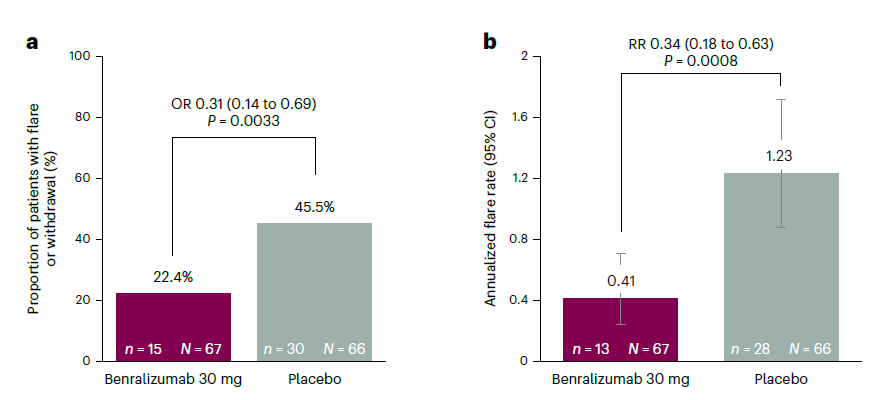 a
OR 0.31 (0.14 to 0.69)
P = 0.0033
Proportion of patients with flare
or withdrawal (%)
100
80
60
40
20
0
22.4%
45.5%
n = 15 N = 67
n = 30 N = 66
Benralizumab 30 mg
Placebo
b
RR 0.34 (0.18 to 0.63)
P = 0.0008
Annualized flare rate (95% CI)
2
1.6
1.2
0.8
0.4
0
0.41
1.23
n = 13 N = 67
n = 28 N = 66
Benralizumab 30 mg
Placebo